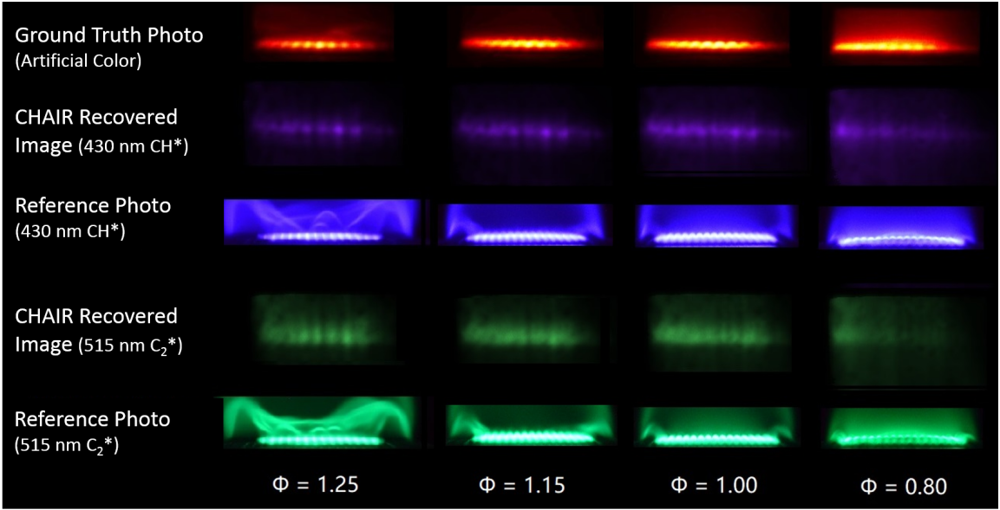 Ground Truth Photo
(Artificial Color)
CHAIR Recovered
Image (430 nm CH*)
Reference Photo
(430 nm CH*)
CHAIR Recovered
Image (515 nm C₂*)
Reference Photo
(515 nm C₂*)
Φ = 1.25
Φ = 1.15
Φ = 1.00
Φ = 0.80